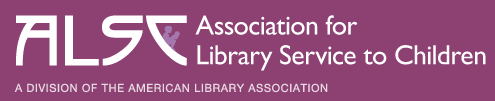 ALSC Association for
Library Service to Children
A DIVISION OF THE AMERICAN LIBRARY ASSOCIATION